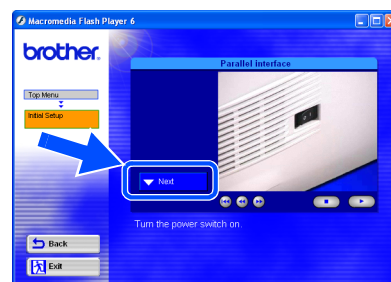 Macromedia Flash Player 6
brother.
Parallel interface
Top Menu
Initial Setup
Next
Turn the power switch on.
Back
Exit